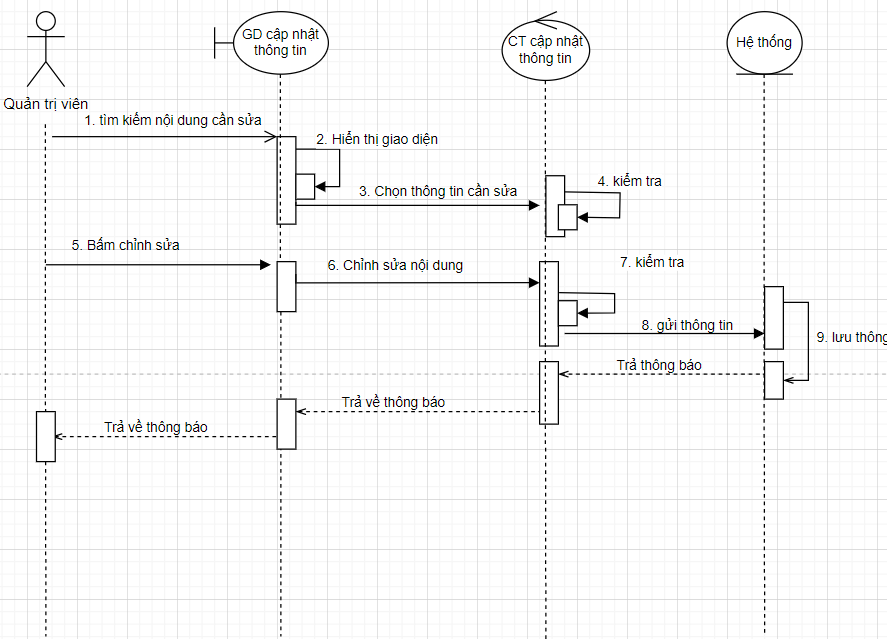 GD cập nhật
thông tin
CT cập nhật
thông tin
Hệ thống
Quản trị viên
1. tìm kiếm nội dung cần sửa
2. Hiển thị giao diện
3. Chọn thông tin cần sửa
4. kiểm tra
5. Bấm chỉnh sửa
6. Chỉnh sửa nội dung
7. kiểm tra
8. gửi thông tin
9. lưu thông
Trả thông báo
Trả về thông báo
Trả về thông báo